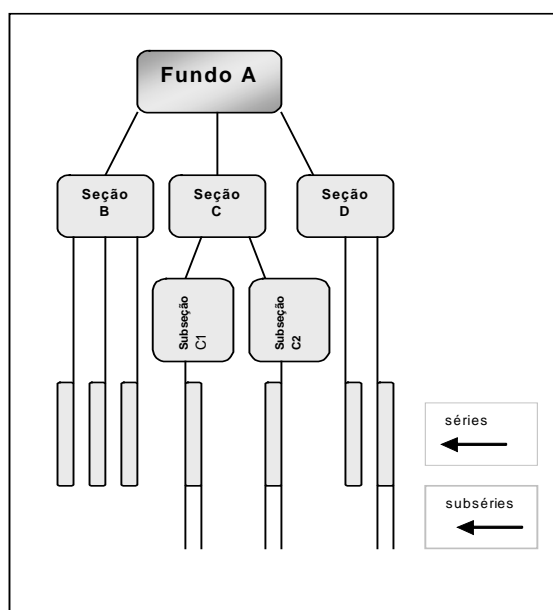 Fundo A
Seção
B
Seção
C
Seção
D
Subseção
C1
Subseção
C2
séries
subséries